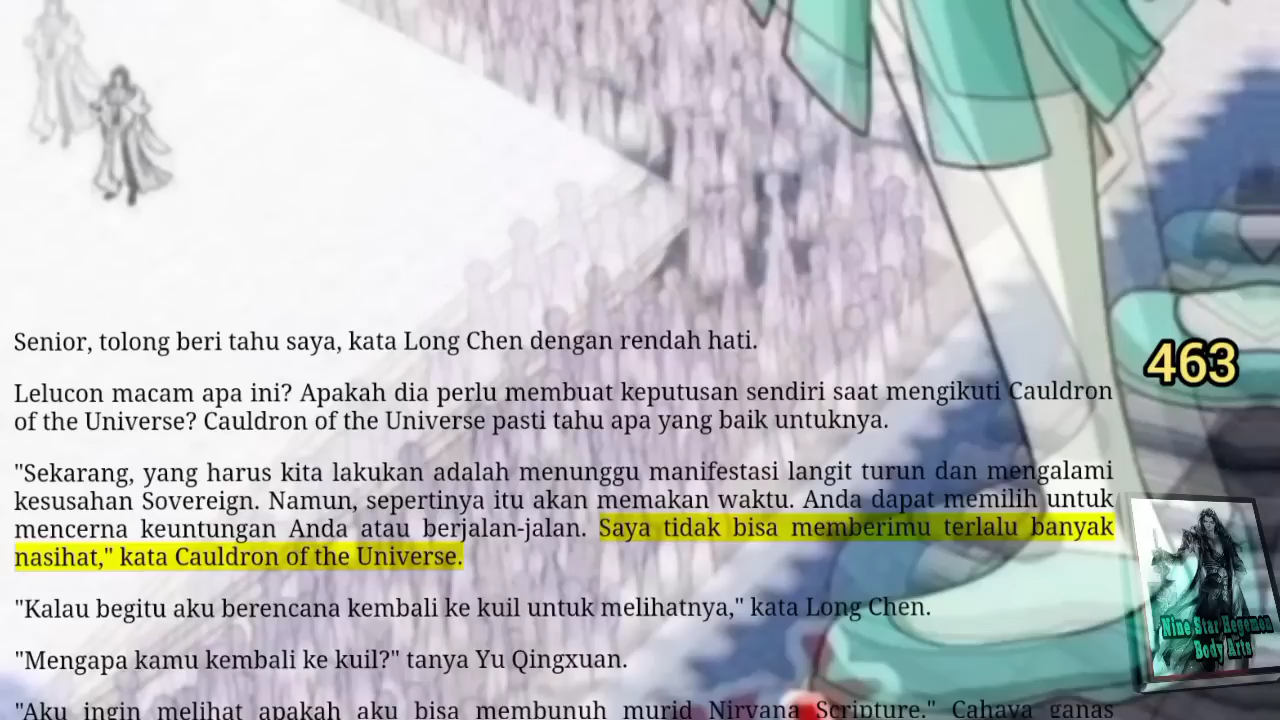 Senior, tolong beri tahu saya, kata Long Chen dengan rendah hati.
Lelucon macam apa ini? Apakah dia perlu membuat keputusan sendiri saat mengikuti Cauldron
of the Universe? Cauldron of the Universe pasti tahu apa yang baik untuknya.
463
"Sekarang, yang harus kita lakukan adalah menunggu manifestasi langit turun dan mengalami
kesusahan Sovereign. Namun, sepertinya itu akan memakan waktu. Anda dapat memilih untuk
mencerna keuntungan Anda atau berjalan-jalan. Saya tidak bisa memberimu terlalu banyak
nasihat," kata Cauldron of the Universe.
"Kalau begitu aku berencana kembali ke kuil untuk melihatnya," kata Long Chen.
Nine Star Hegemon
Body Arts
"Mengapa kamu kembali ke kuil?" tanya Yu Qingxuan.
"Aku ingin melihat apakah aku bisa membunuh murid Nirvana Scripture." Cahaya ganas